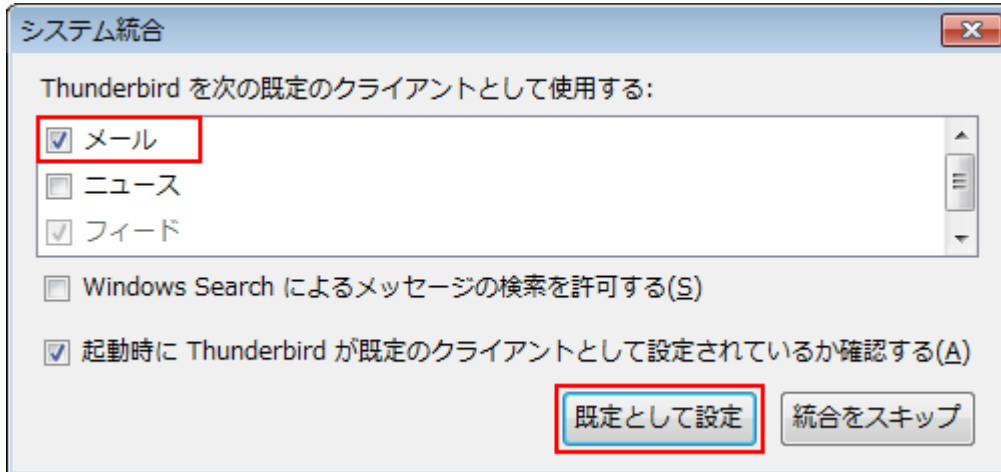 システム統合
Thunderbird を次の既定のクライアントとして使用する:
メール
ニュース
フィード
Windows Search によるメッセージの検索を許可する(S)
起動時に Thunderbird が既定のクライアントとして設定されているか確認する(A)
既定として設定 統合をスキップ